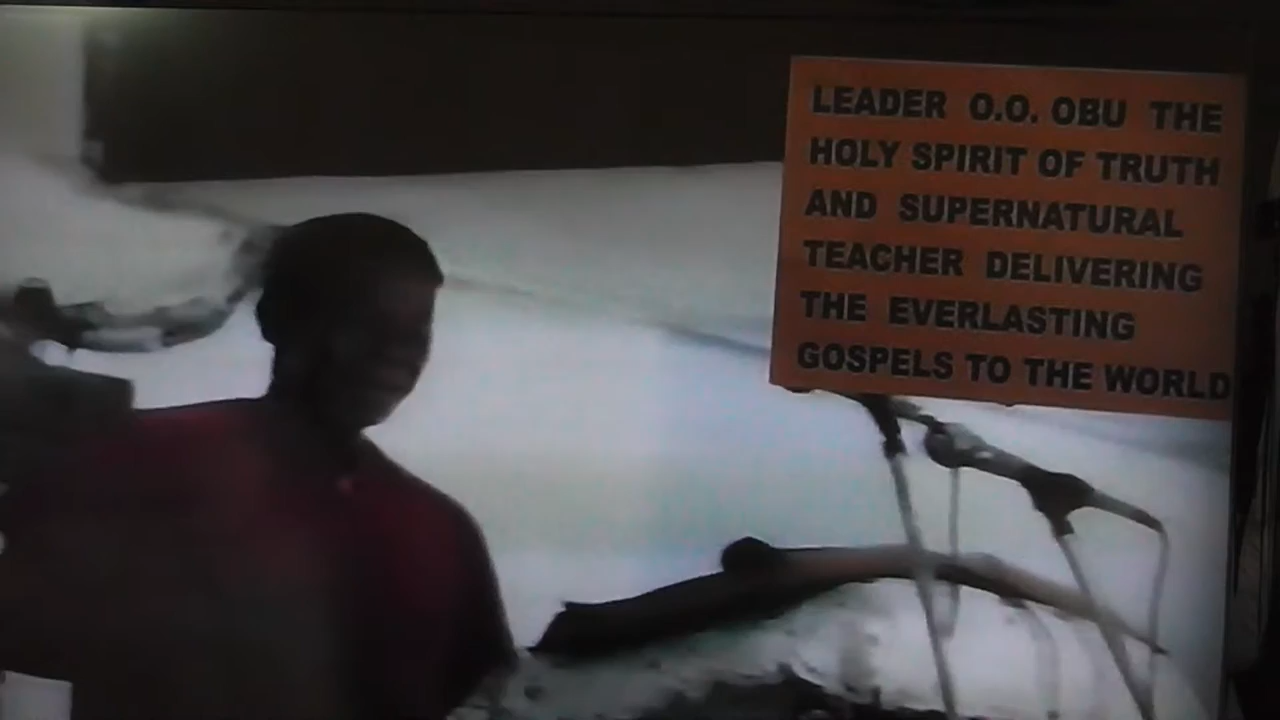 LEADER O.O. OBU THE
HOLY SPIRIT OF TRUTH
AND SUPERNATURAL
TEACHER DELIVERING
THE EVERLASTING
GOSPELS TO THE WORLD